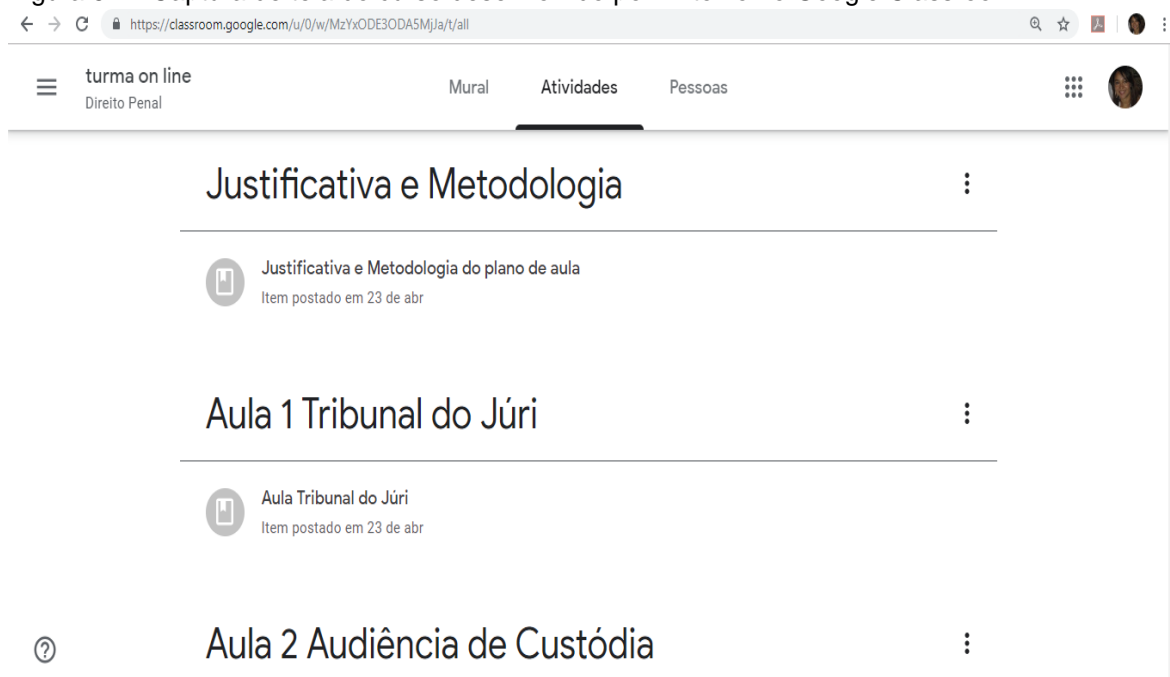 https://classroom.google.com/u/0/w/MzYxODE3ODA5MjJa/t/all
turma on line
Direito Penal
Mural Atividades Pessoas
Justificativa e Metodologia
Justificativa e Metodologia do plano de aula
Item postado em 23 de abr
Aula 1 Tribunal do Júri
Aula Tribunal do Júri
Item postado em 23 de abr
Aula 2 Audiência de Custódia